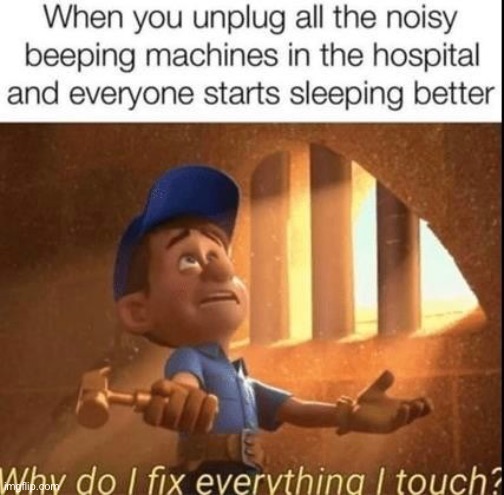 When you unplug all the noisy
beeping machines in the hospital
and everyone starts sleeping better
Why do I fix everything I touch?
imgflip.com